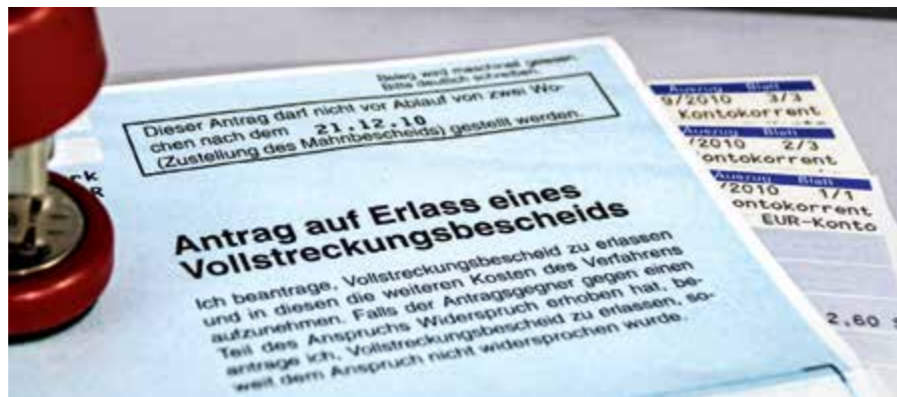 Beleg wird maschinell gelesen.
Bitte deutlich schreiben.
Dieser Antrag darf nicht vor Ablauf von zwei Wo-
chen nach dem 21.12.10
(Zustellung des Mahnbescheids) gestellt werden.
rk
R
Antrag auf Erlass eines
Vollstreckungsbescheids
Ich beantrage, Vollstreckungsbescheid zu erlassen
und in diesen die weiteren Kosten des Verfahrens
aufzunehmen. Falls der Antragsgegner gegen einen
Teil des Anspruchs Widerspruch erhoben hat, be-
antrage ich, Vollstreckungsbescheid zu erlassen, so-
weit dem Anspruch nicht widersprochen wurde.
Auszug Blatt
9/2010 3/3
Kontokorrent
Auszug Blatt
/2010 2/3
ontokorrent
Auszug Blatt
/2010 1/1
ontokorrent
EUR-Konto
2.60